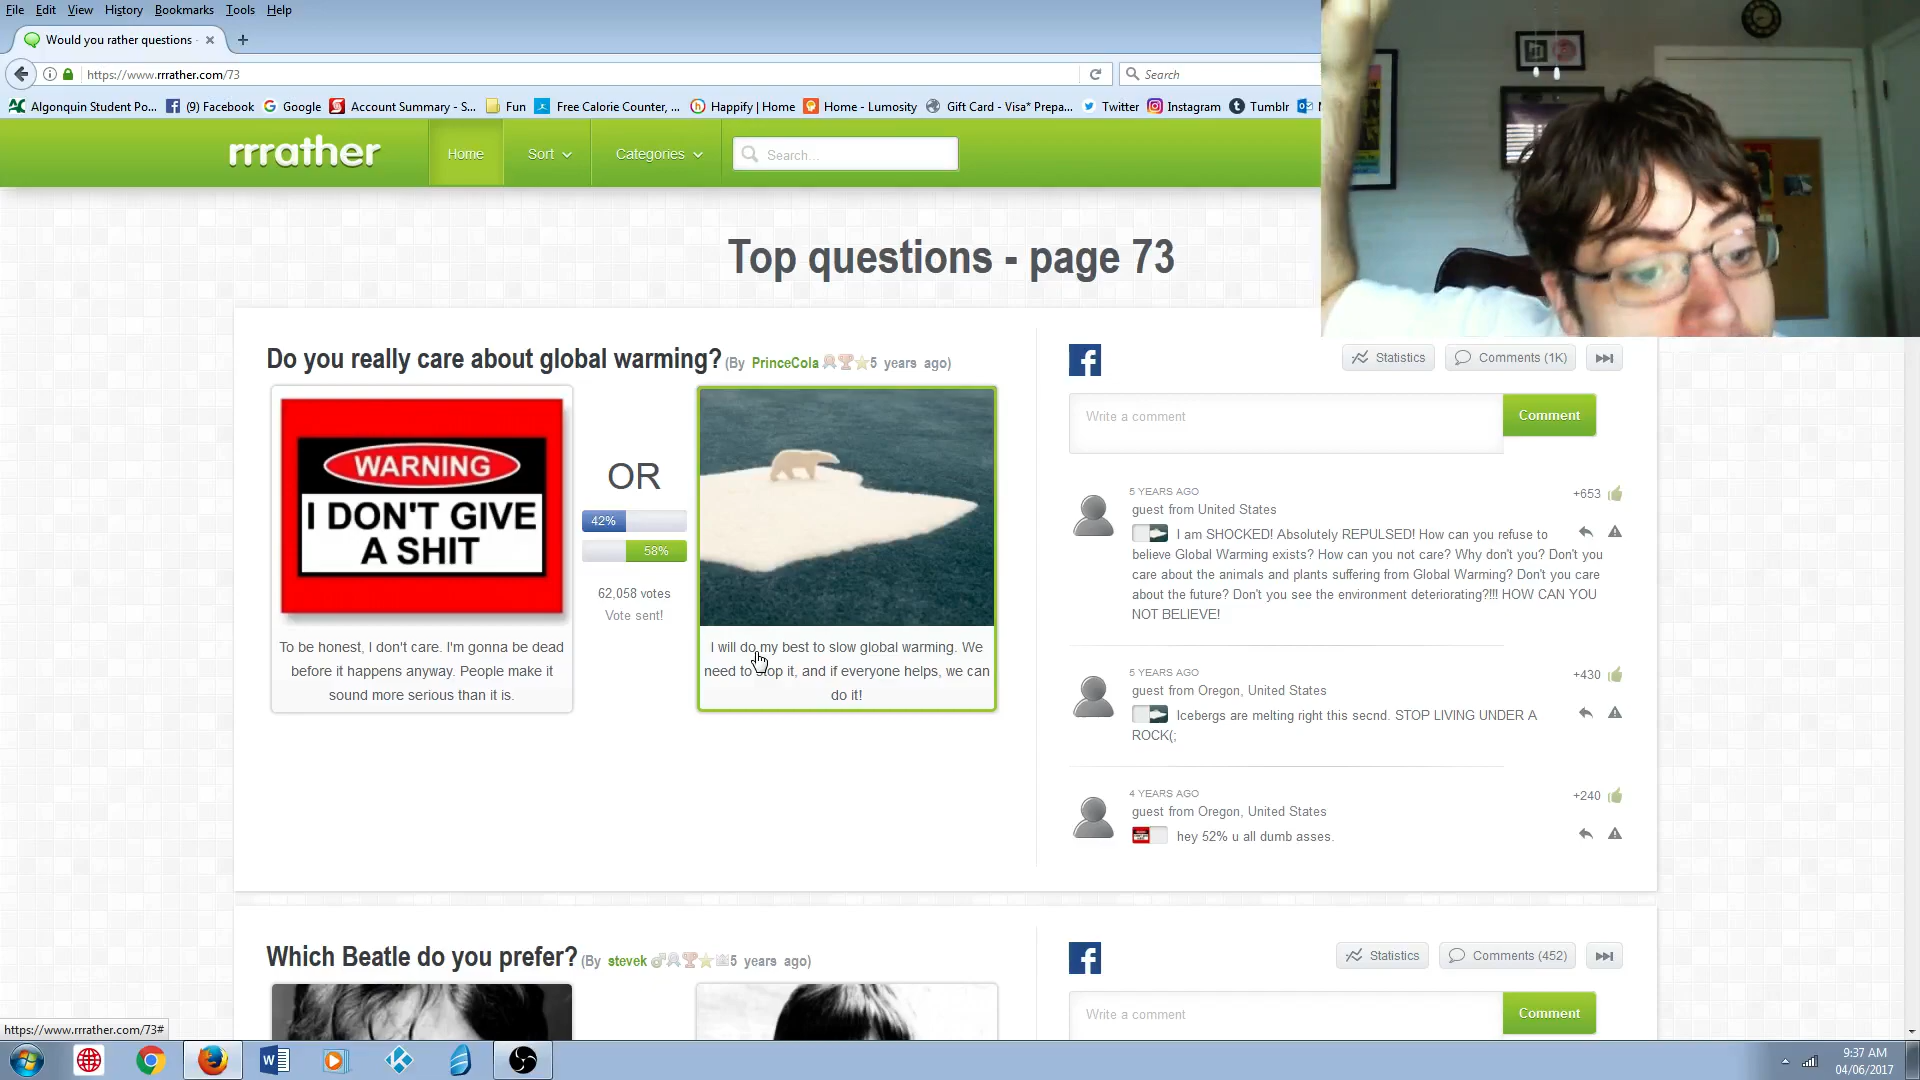 File Edit View History Bookmarks Tools Help
Would you rather questions
https://www.rrrather.com/73
Search
Algonquin Student Po... (9) Facebook Google Account Summary - S... Fun Free Calorie Counter, ... Happify | Home Home - Lumosity Gift Card - Visa* Prepa... Twitter Instagram Tumblr
rrrather Home Sort Categories Search...
Top questions - page 73
Do you really care about global warming? (By PrinceCola 5 years ago)
WARNING
I DON'T GIVE
A SHIT
To be honest, I don't care. I'm gonna be dead
before it happens anyway. People make it
sound more serious than it is.
OR
42%
58%
62,058 votes
Vote sent!
I will do my best to slow global warming. We
need to stop it, and if everyone helps, we can
do it!
Statistics Comments (1K)
Write a comment Comment
5 YEARS AGO +653
guest from United States
I am SHOCKED! Absolutely REPULSED! How can you refuse to
believe Global Warming exists? How can you not care? Why don't you? Don't you
care about the animals and plants suffering from Global Warming? Don't you care
about the future? Don't you see the environment deteriorating?!!! HOW CAN YOU
NOT BELIEVE!
5 YEARS AGO +430
guest from Oregon, United States
Icebergs are melting right this secnd. STOP LIVING UNDER A
ROCK(;
4 YEARS AGO +240
guest from Oregon, United States
hey 52% u all dumb asses.
Which Beatle do you prefer? (By stevek 5 years ago)
Statistics Comments (452)
Write a comment Comment
https://www.rrrather.com/73#
9:37 AM
04/06/2017